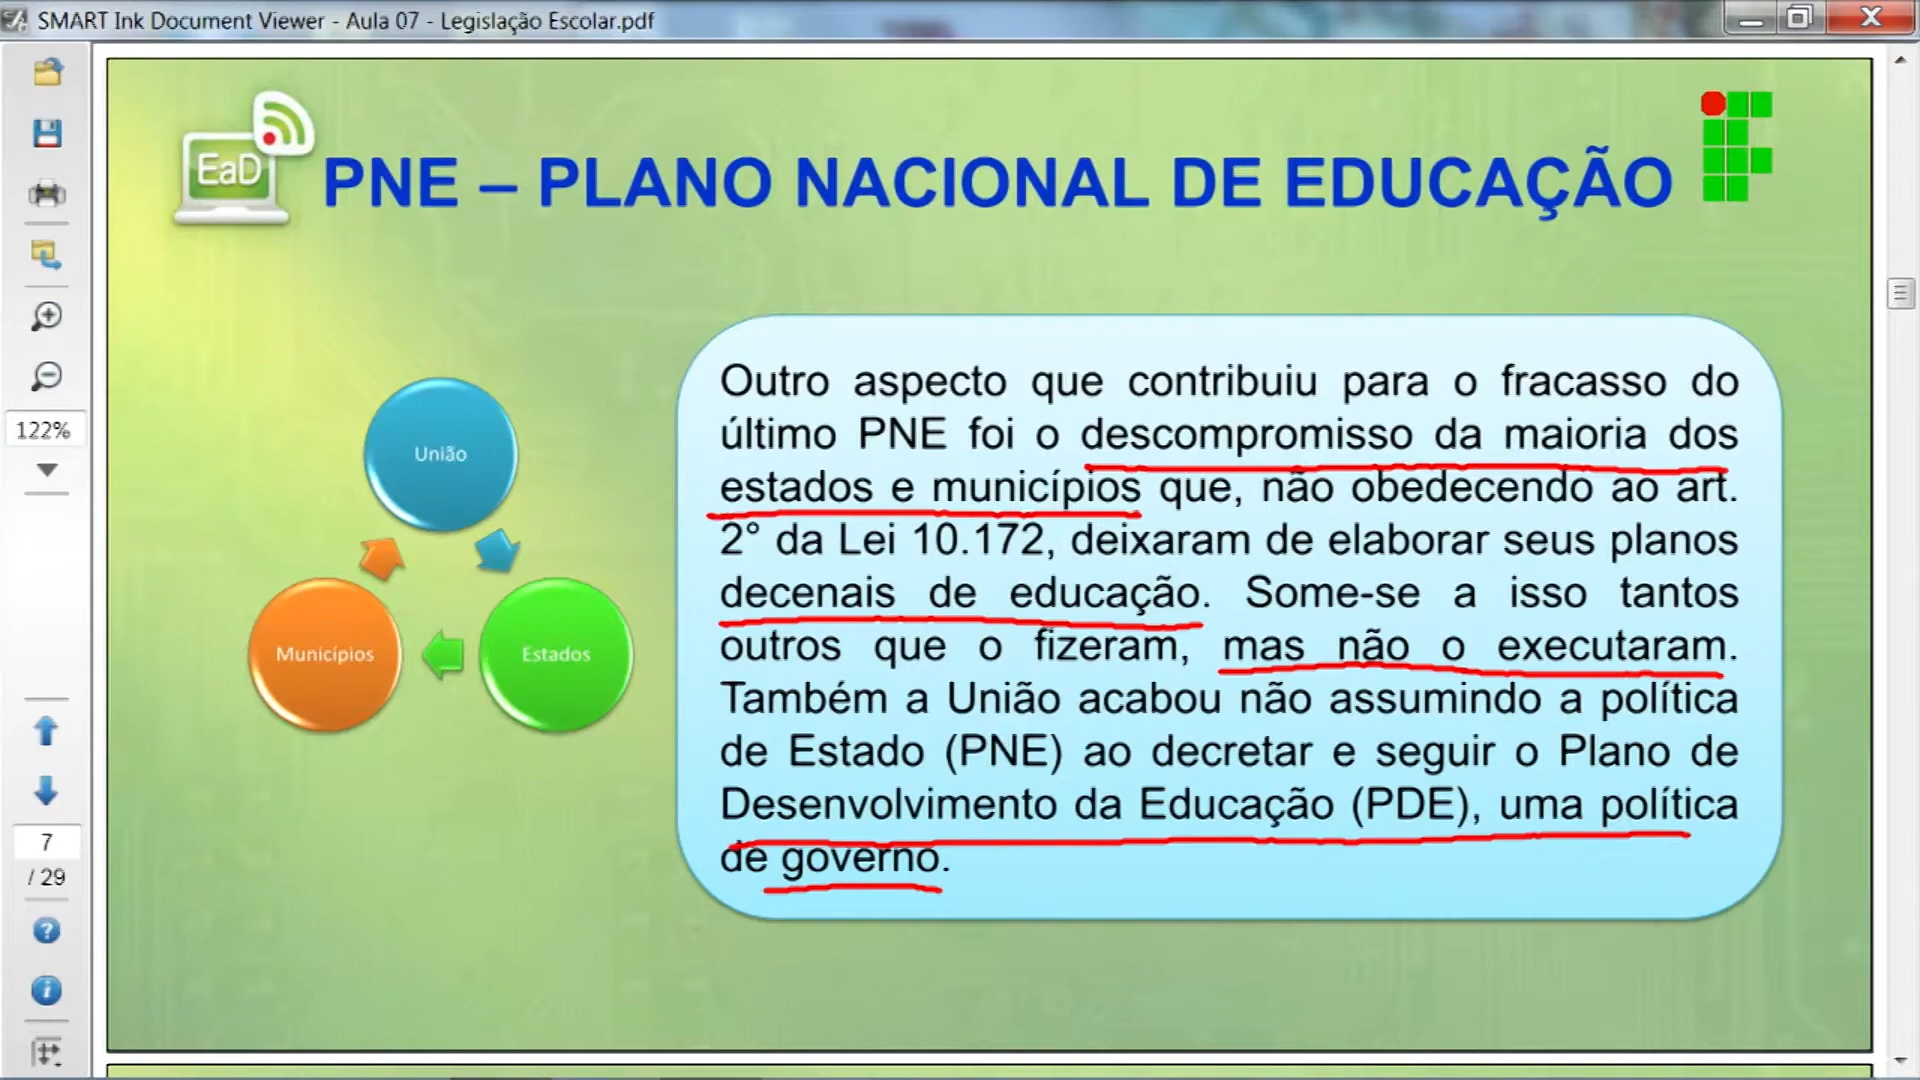 SMART Ink Document Viewer - Aula 07 - Legislação Escolar.pdf
EaD
PNE – PLANO NACIONAL DE EDUCAÇÃO
União
Municípios
Estados
Outro aspecto que contribuiu para o fracasso do
último PNE foi o descompromisso da maioria dos
estados e municípios que, não obedecendo ao art.
2° da Lei 10.172, deixaram de elaborar seus planos
decenais de educação. Some-se a isso tantos
outros que o fizeram, mas não o executaram.
Também a União acabou não assumindo a política
de Estado (PNE) ao decretar e seguir o Plano de
Desenvolvimento da Educação (PDE), uma política
de governo.
122%
7
/ 29